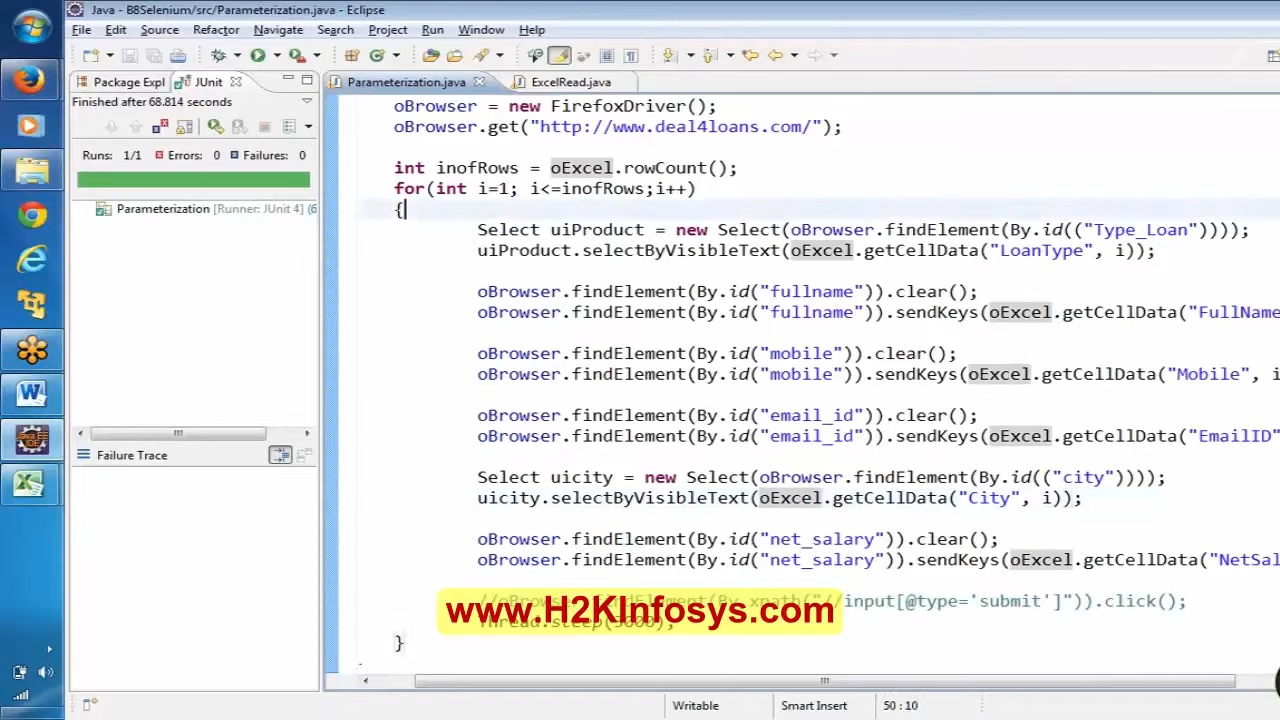 Java - B8Selenium/src/Parameterization.java - Eclipse
File Edit Source Refactor Navigate Search Project Run Window Help
Package Expl JUnit
Parameterization.java ExcelRead.java
Finished after 68.814 seconds
Runs: 1/1 Errors: 0 Failures: 0
Parameterization [Runner: JUnit 4] (6
Failure Trace
oBrowser = new FirefoxDriver();
oBrowser.get("http://www.deal4loans.com/");
int inofRows = oExcel.rowCount();
for(int i=1; i<=inofRows;i++)
{
Select uiProduct = new Select(oBrowser.findElement(By.id(("Type_Loan"))));
uiProduct.selectByVisibleText(oExcel.getCellData("LoanType", i));
oBrowser.findElement(By.id("fullname")).clear();
oBrowser.findElement(By.id("fullname")).sendKeys(oExcel.getCellData("FullName
oBrowser.findElement(By.id("mobile")).clear();
oBrowser.findElement(By.id("mobile")).sendKeys(oExcel.getCellData("Mobile", i
oBrowser.findElement(By.id("email_id")).clear();
oBrowser.findElement(By.id("email_id")).sendKeys(oExcel.getCellData("EmailID"
Select uicity = new Select(oBrowser.findElement(By.id(("city"))));
uicity.selectByVisibleText(oExcel.getCellData("City", i));
oBrowser.findElement(By.id("net_salary")).clear();
oBrowser.findElement(By.id("net_salary")).sendKeys(oExcel.getCellData("NetSal
//input[@type='submit']")).click();
www.H2KInfosys.com
}
Writable Smart Insert 50 : 10